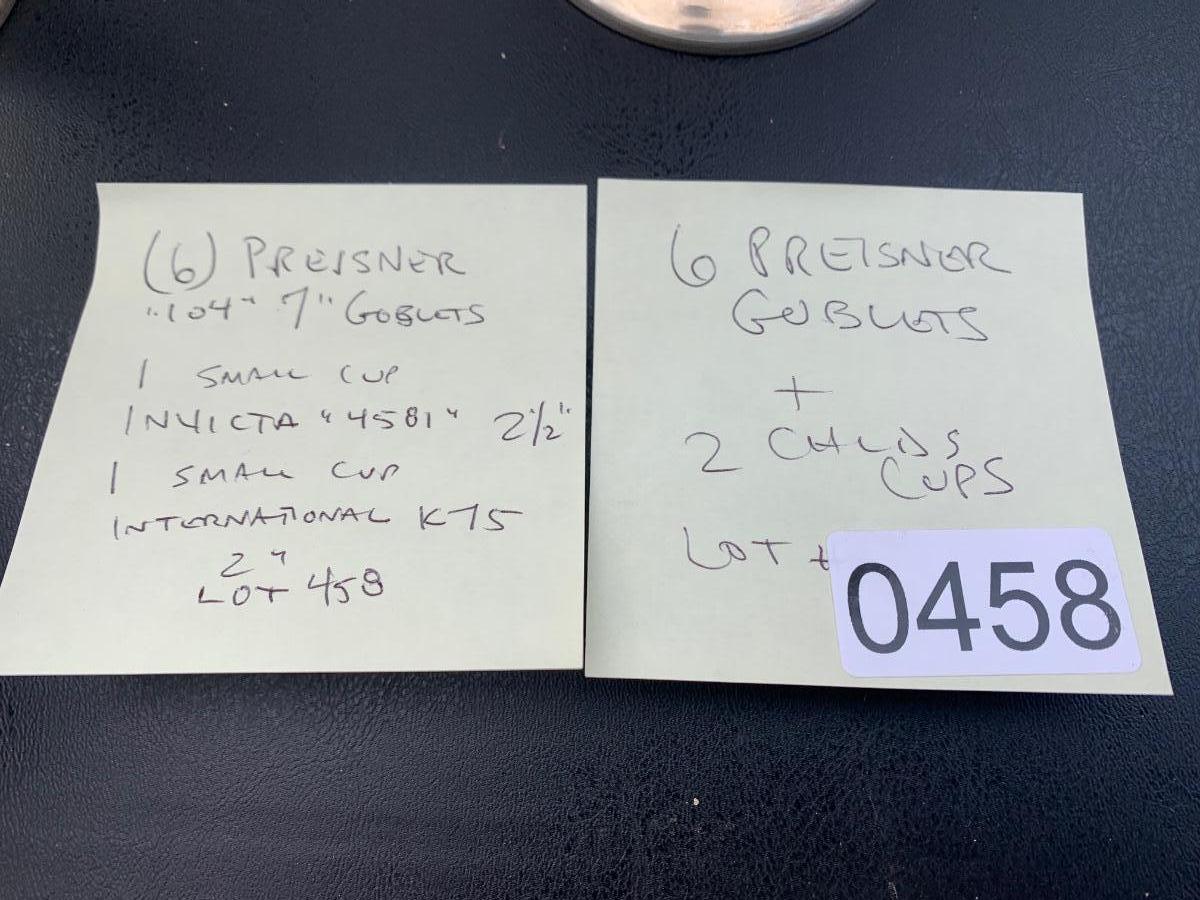 (6) PREISNER
"104" 7" GOBLETS
1 SMALL CUP
INVICTA "4581" 2½"
1 SMALL CUP
INTERNATIONAL K75
2"
LOT 458
6 PREISNER
GOBLETS
+
2 CHILDS
CUPS
LOT
0458